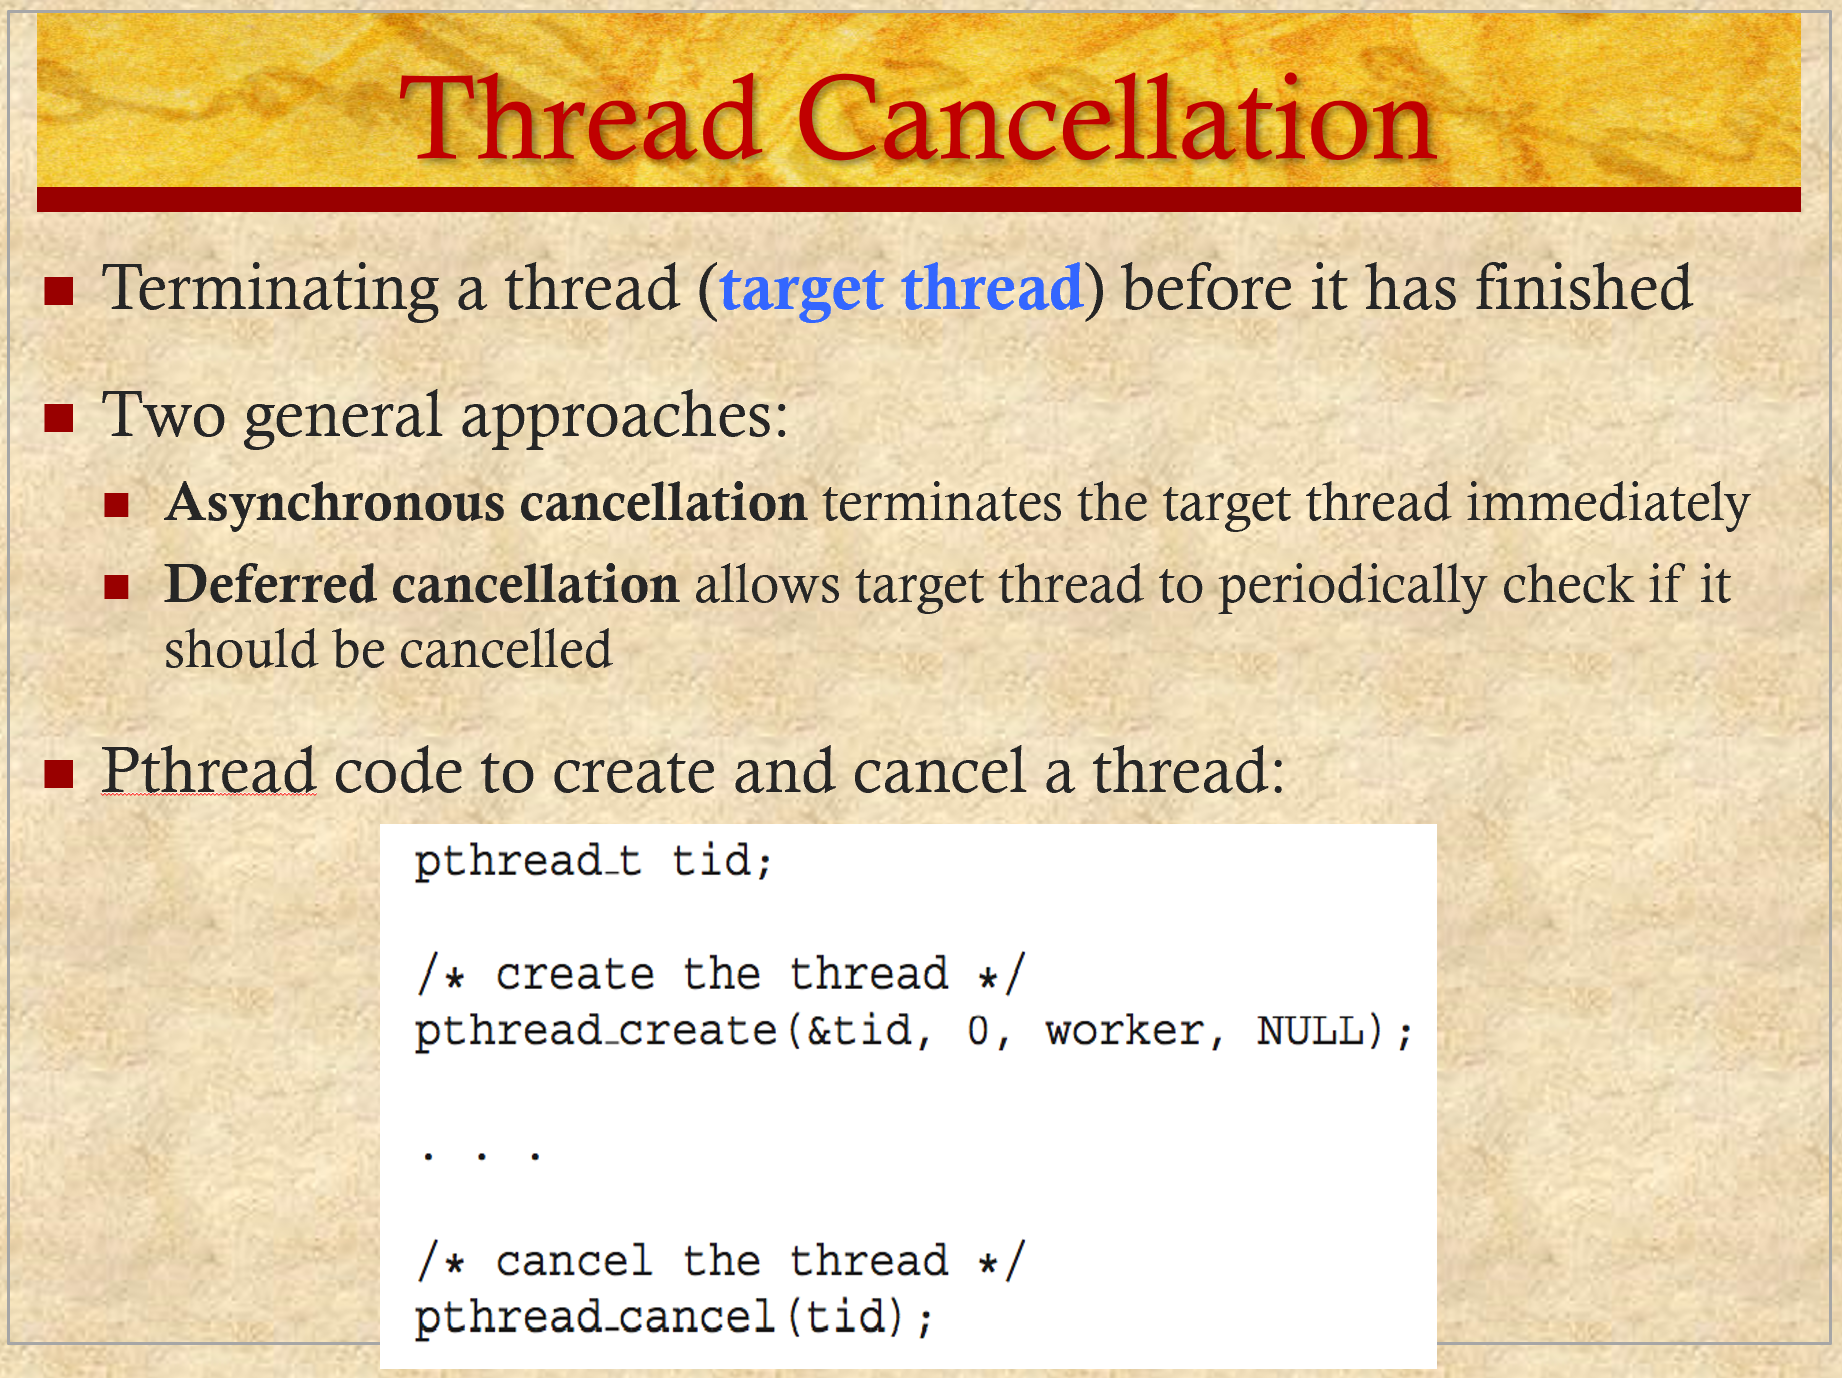 Thread Cancellation
Terminating a thread (target thread) before it has finished
Two general approaches:
Asynchronous cancellation terminates the target thread immediately
Deferred cancellation allows target thread to periodically check if it
should be cancelled
Pthread code to create and cancel a thread:
pthread_t tid;
/* create the thread */
pthread_create(&tid, 0, worker, NULL);
. . .
/* cancel the thread */
pthread_cancel(tid);